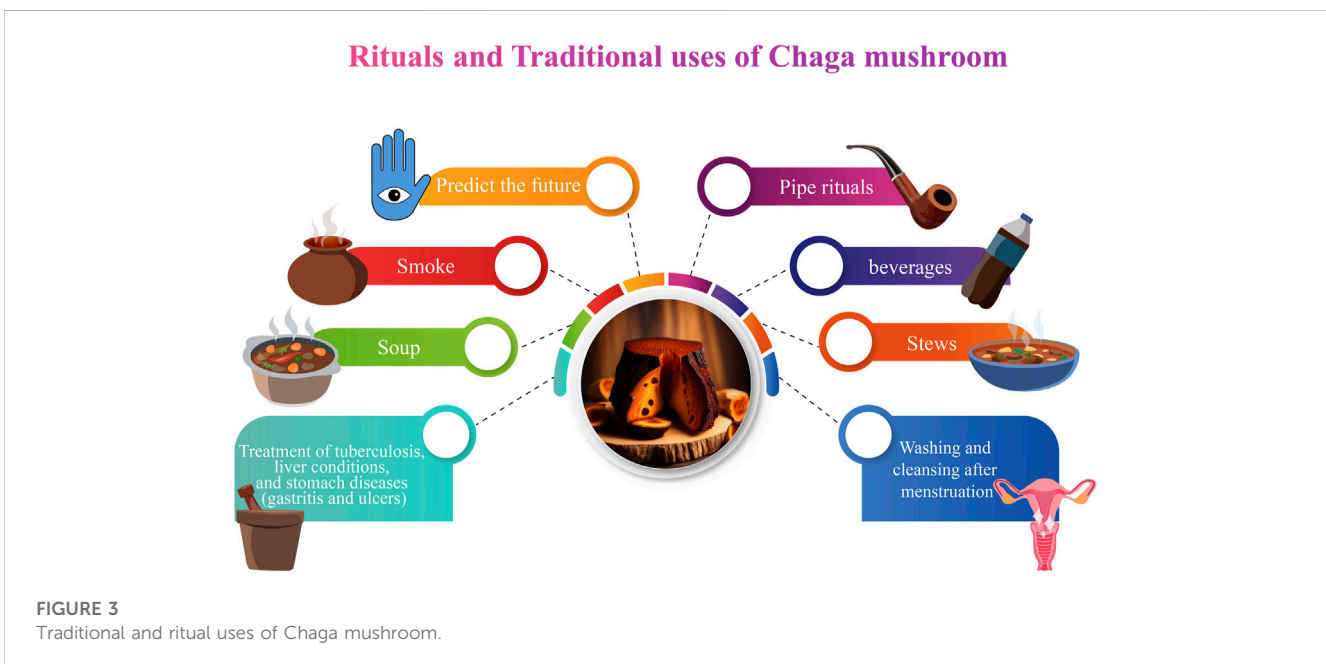 Rituals and Traditional uses of Chaga mushroom
Predict the future
Pipe rituals
Smoke
beverages
Soup
Stews
Treatment of tuberculosis,
liver conditions,
and stomach diseases
(gastritis and ulcers)
Washing and
cleansing after
menstruation
FIGURE 3
Traditional and ritual uses of Chaga mushroom.